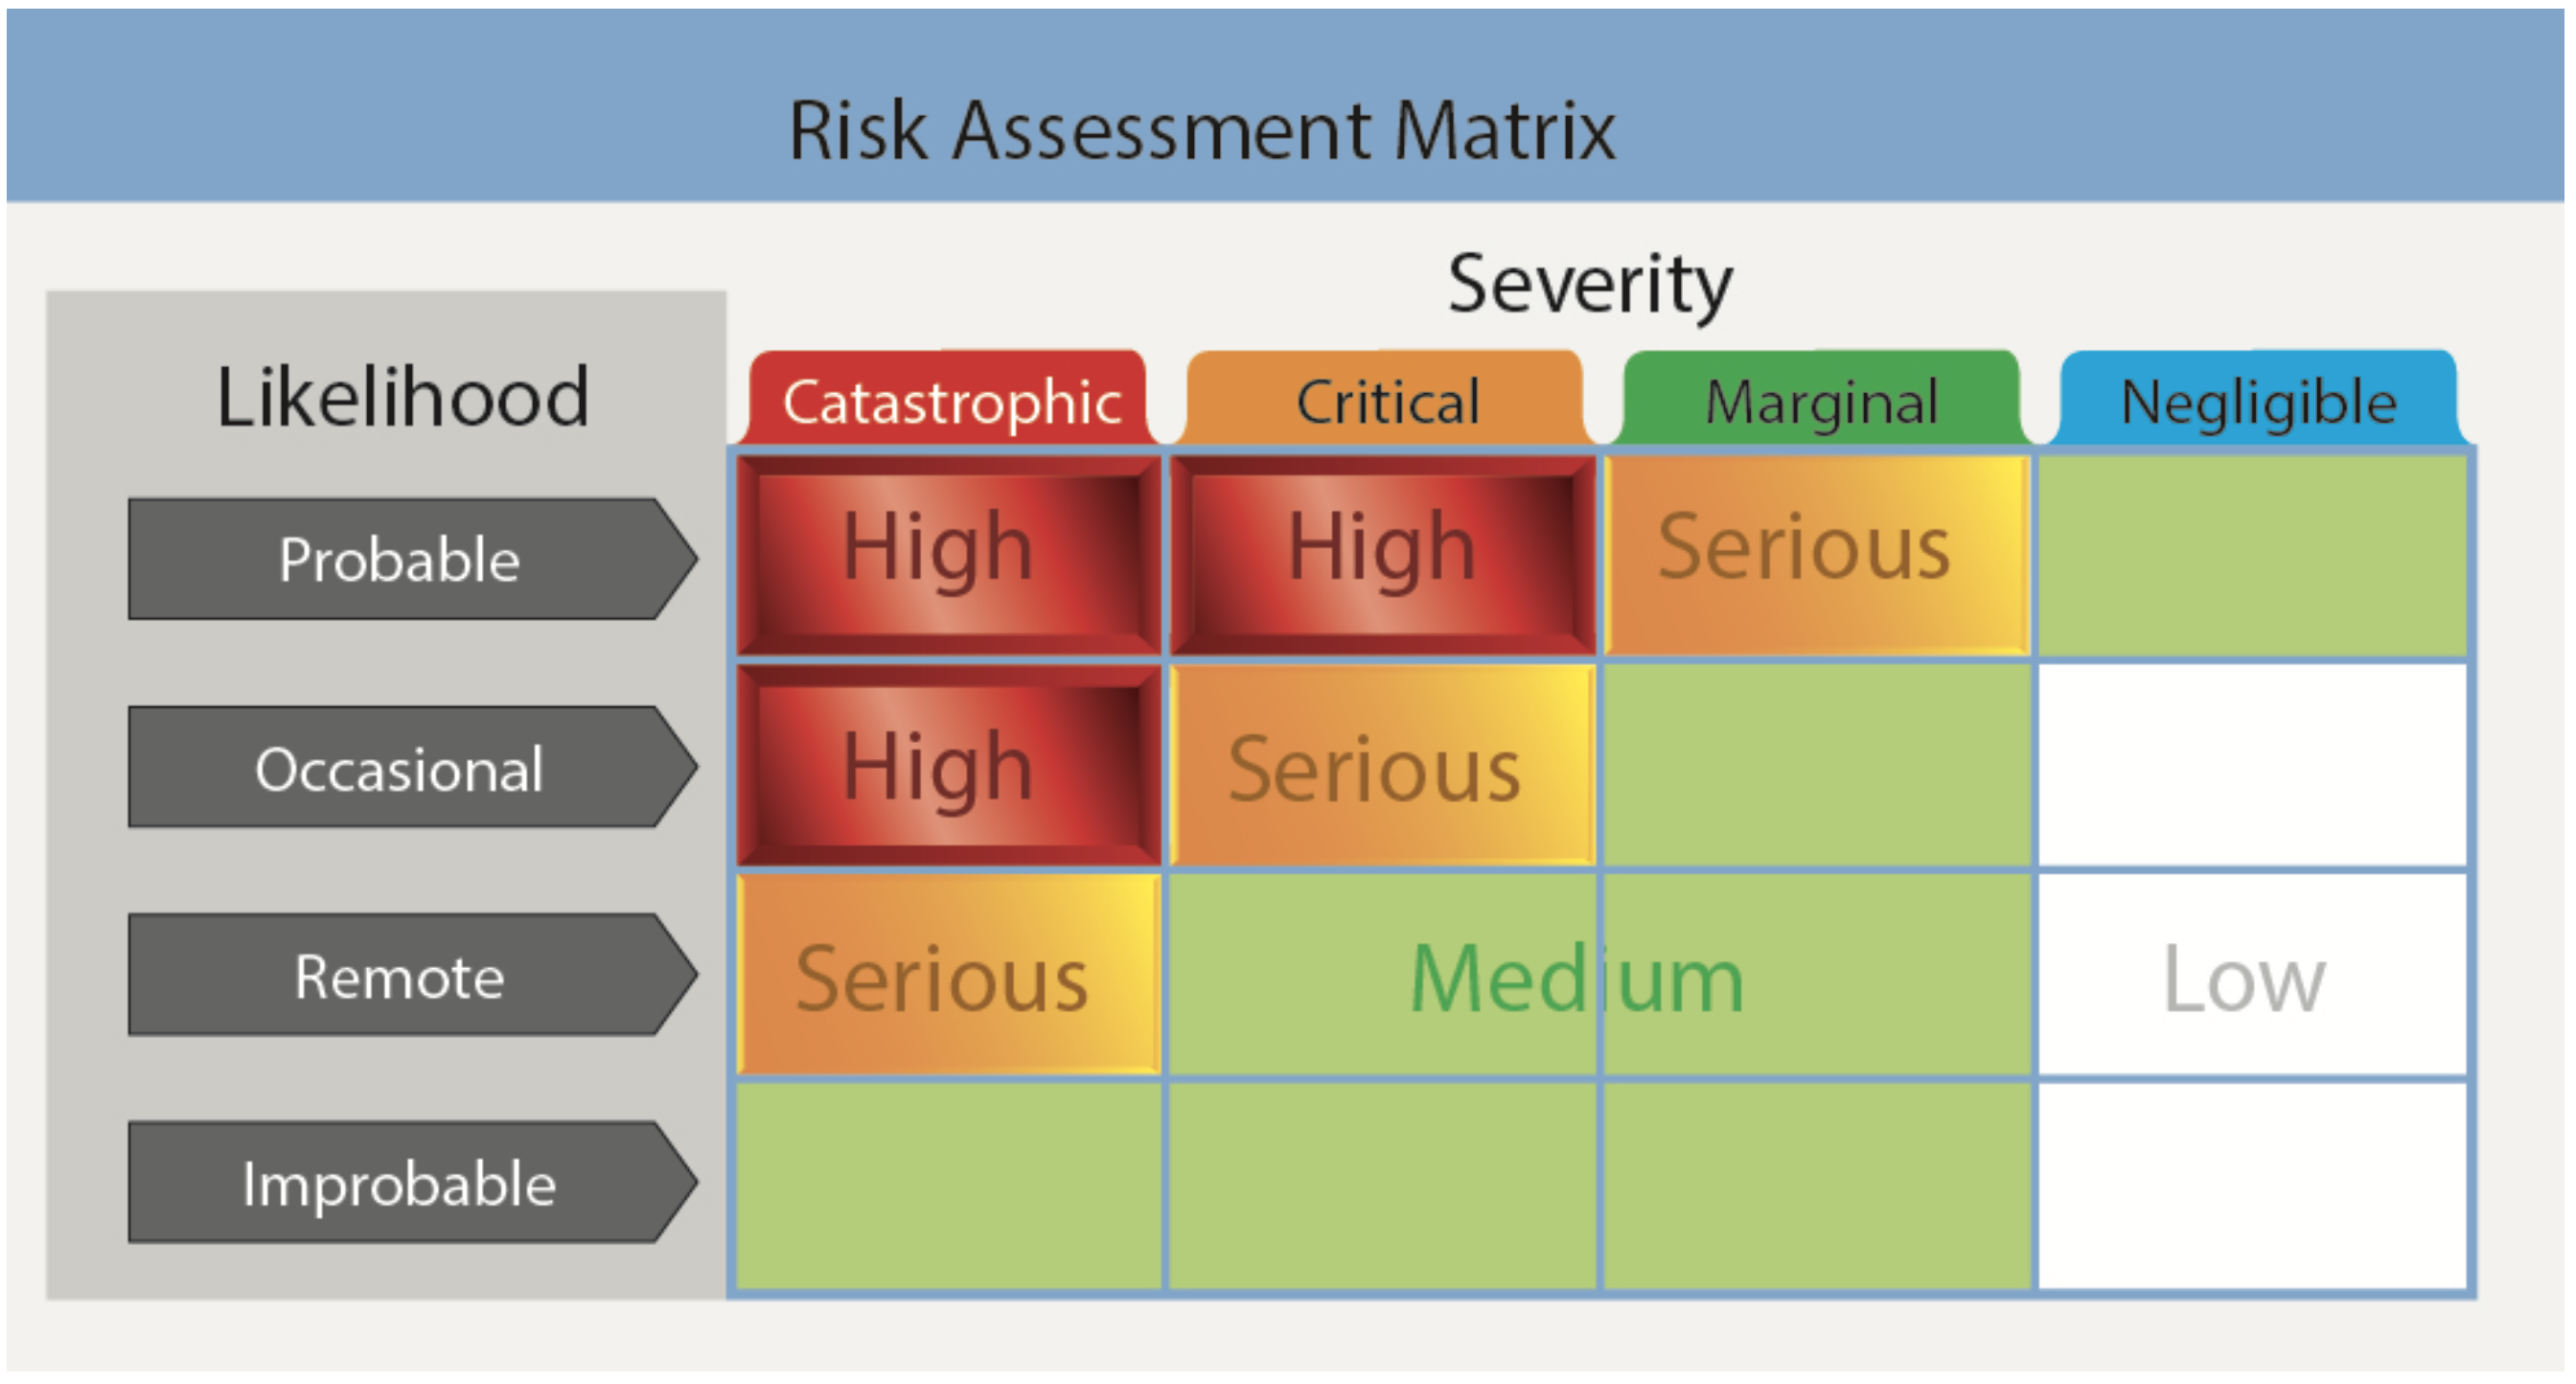 Risk Assessment Matrix
Severity
Likelihood
Catastrophic
Critical
Marginal
Negligible
Probable
High
High
Serious
Occasional
High
Serious
Remote
Serious
Medium
Low
Improbable